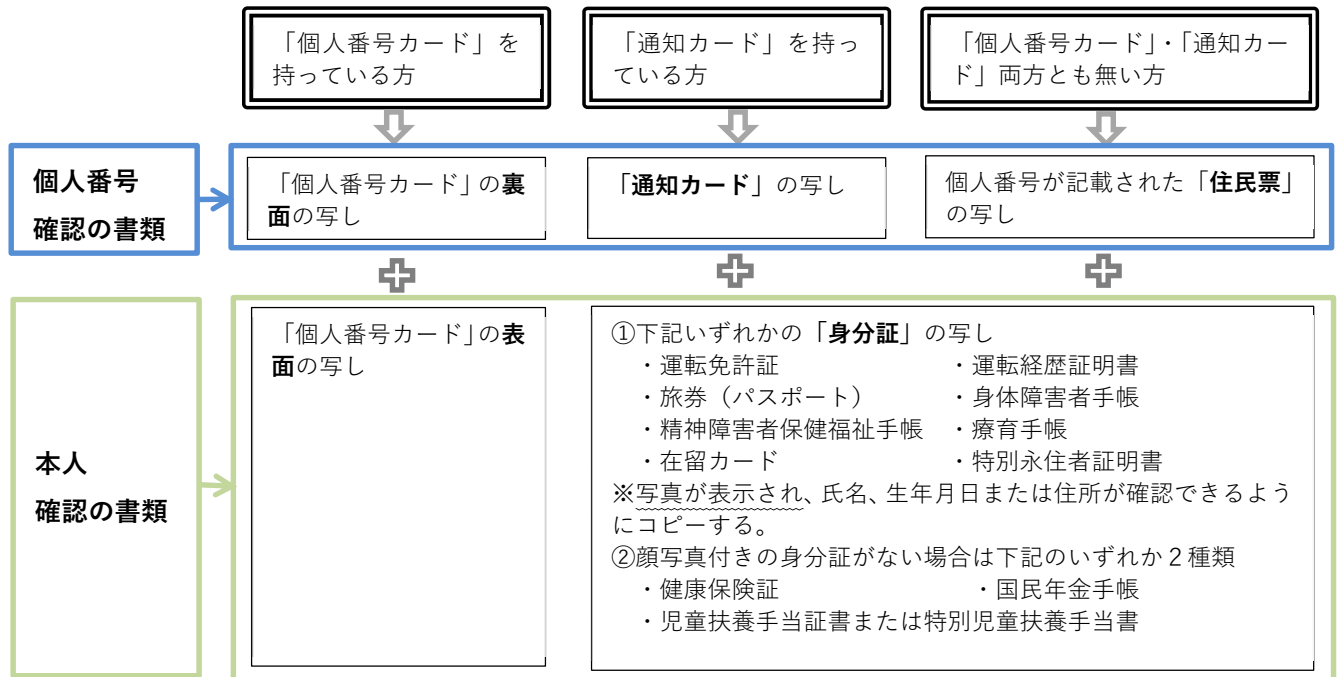 「個人番号カード」を
持っている方
「通知カード」を持っ
ている方
「個人番号カード」・「通知カー
ド」両方とも無い方
個人番号
確認の書類
「個人番号カード」の裏
面の写し
「通知カード」の写し
個人番号が記載された「住民票」
の写し
本人
確認の書類
「個人番号カード」の表
面の写し
①下記いずれかの「身分証」の写し
・運転免許証 ・運転経歴証明書
・旅券（パスポート） ・身体障害者手帳
・精神障害者保健福祉手帳 ・療育手帳
・在留カード ・特別永住者証明書
※写真が表示され、氏名、生年月日または住所が確認できるよう
にコピーする。
②顔写真付きの身分証がない場合は下記のいずれか２種類
・健康保険証 ・国民年金手帳
・児童扶養手当証書または特別児童扶養手当書